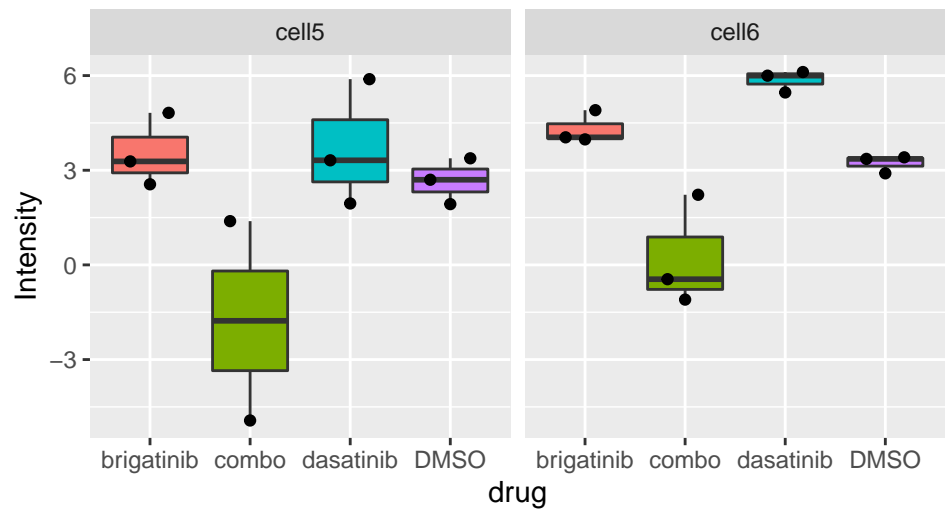 cell5 cell6
6
3
0
−3
Intensity
brigatinib combo dasatinib DMSO brigatinib combo dasatinib DMSO
drug